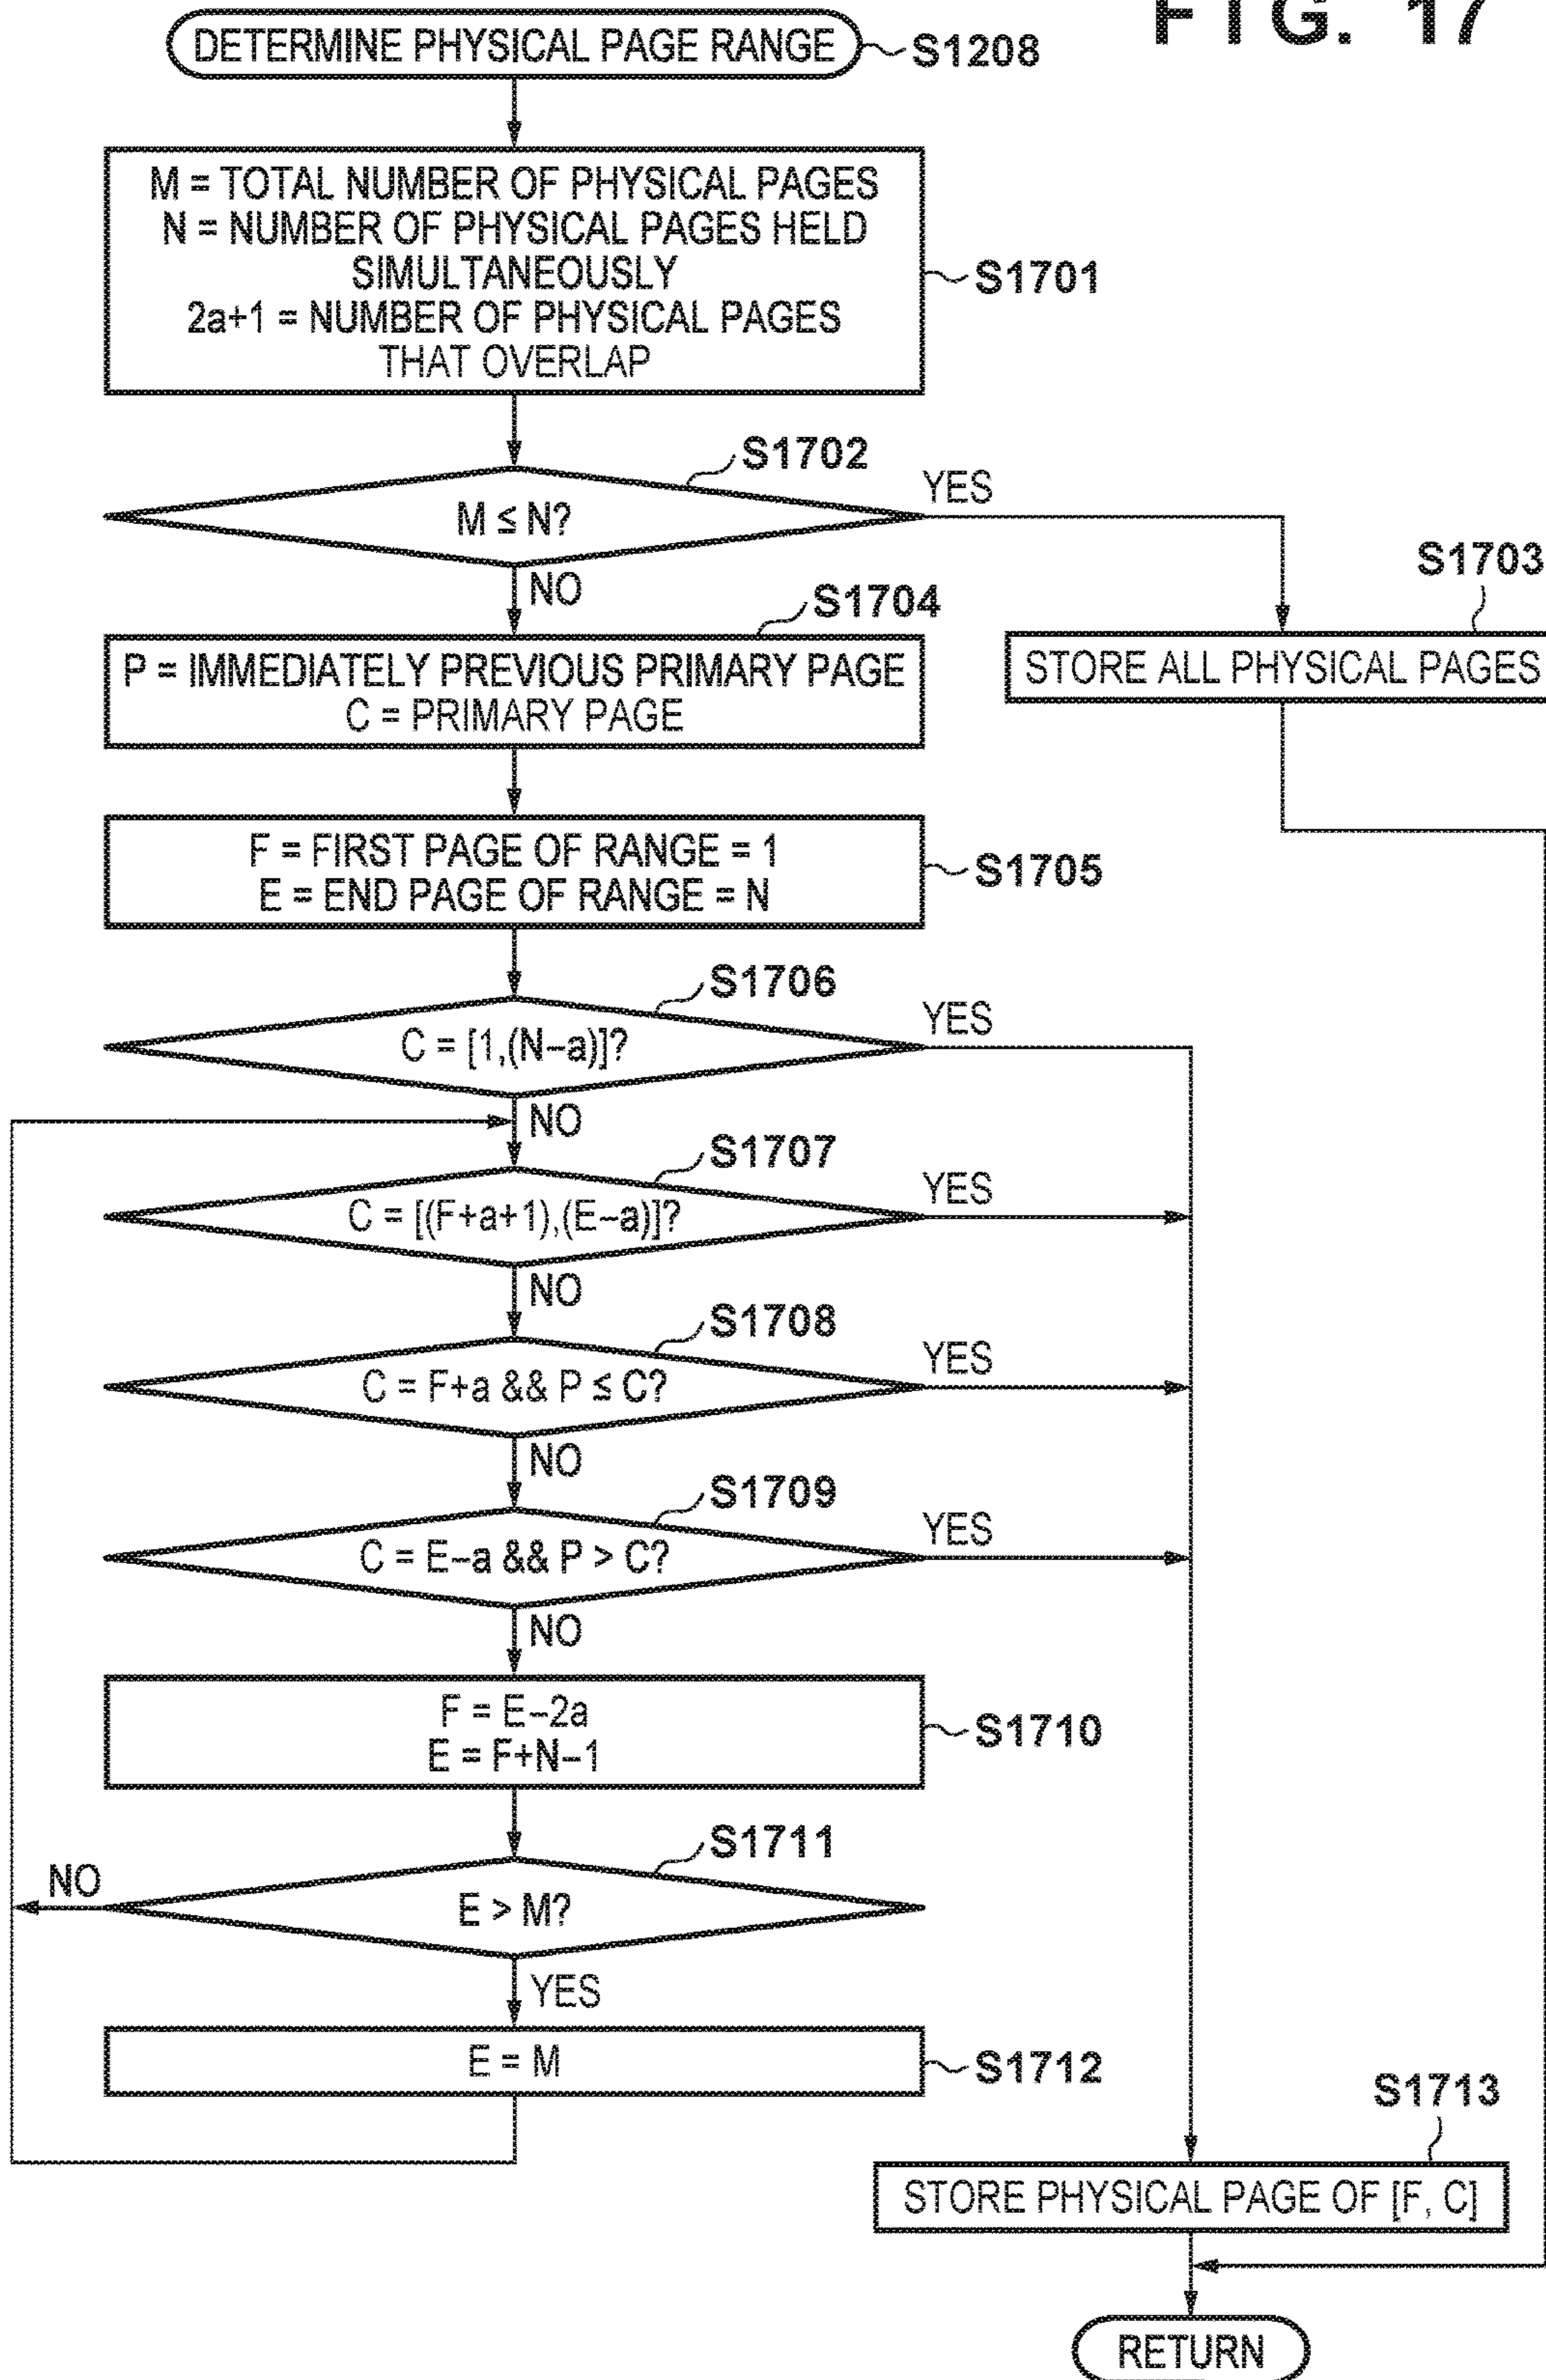 FIG. 17
DETERMINE PHYSICAL PAGE RANGE
S1208
M = TOTAL NUMBER OF PHYSICAL PAGES
N = NUMBER OF PHYSICAL PAGES HELD
SIMULTANEOUSLY
2a+1 = NUMBER OF PHYSICAL PAGES
THAT OVERLAP
S1701
S1702
M ≤ N?
YES
NO
S1703
STORE ALL PHYSICAL PAGES
S1704
P = IMMEDIATELY PREVIOUS PRIMARY PAGE
C = PRIMARY PAGE
F = FIRST PAGE OF RANGE = 1
E = END PAGE OF RANGE = N
S1705
S1706
C = [1,(N−a)]?
YES
NO
S1707
C = [(F+a+1),(E−a)]?
YES
NO
S1708
C = F+a && P ≤ C?
YES
NO
S1709
C = E−a && P > C?
YES
NO
F = E−2a
E = F+N−1
S1710
S1711
E > M?
NO
YES
E = M
S1712
S1713
STORE PHYSICAL PAGE OF [F, C]
RETURN